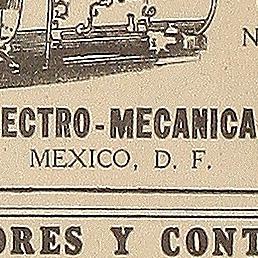 N
ECTRO-MECANICA
MEXICO, D. F.
ORES Y CONT